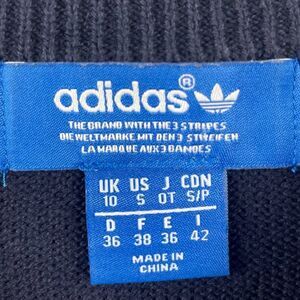 adidas®
THE BRAND WITH THE 3 STRIPES
DIE WELTMARKE MIT DEN 3 STREIFEN
LA MARQUE AUX 3 BANDES
UK US J CDN
10 S OT S/P
D F E I
36 38 36 42
MADE IN
CHINA